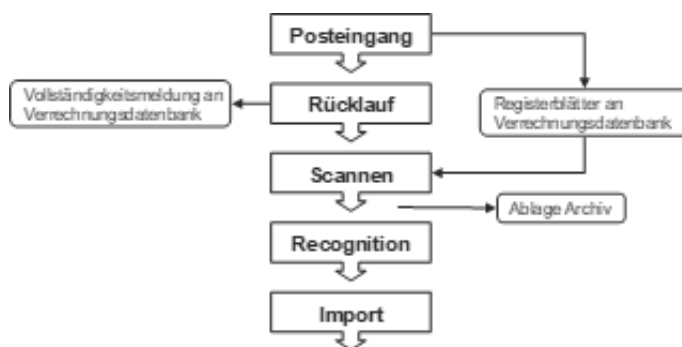 Posteingang
Vollständigkeitsmeldung an
Verrechnungsdatenbank
Rücklauf
Registerblätter an
Verrechnungsdatenbank
Scannen
Ablage Archiv
Recognition
Import